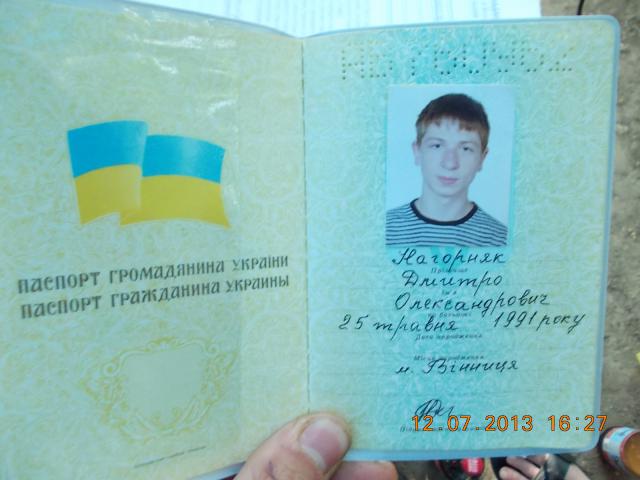 ПАСПОРТ ГРОМАДЯНИНА УКРАЇНИ
ПАСПОРТ ГРАЖДАНИНА УКРАИНЫ
Нагорняк
Прізвище
Дмитро
Ім'я
Олександрович
по батькові
25 травня 1991 року
Дата народження
Місце народження
м. Вінниця
12.07.2013 16:27